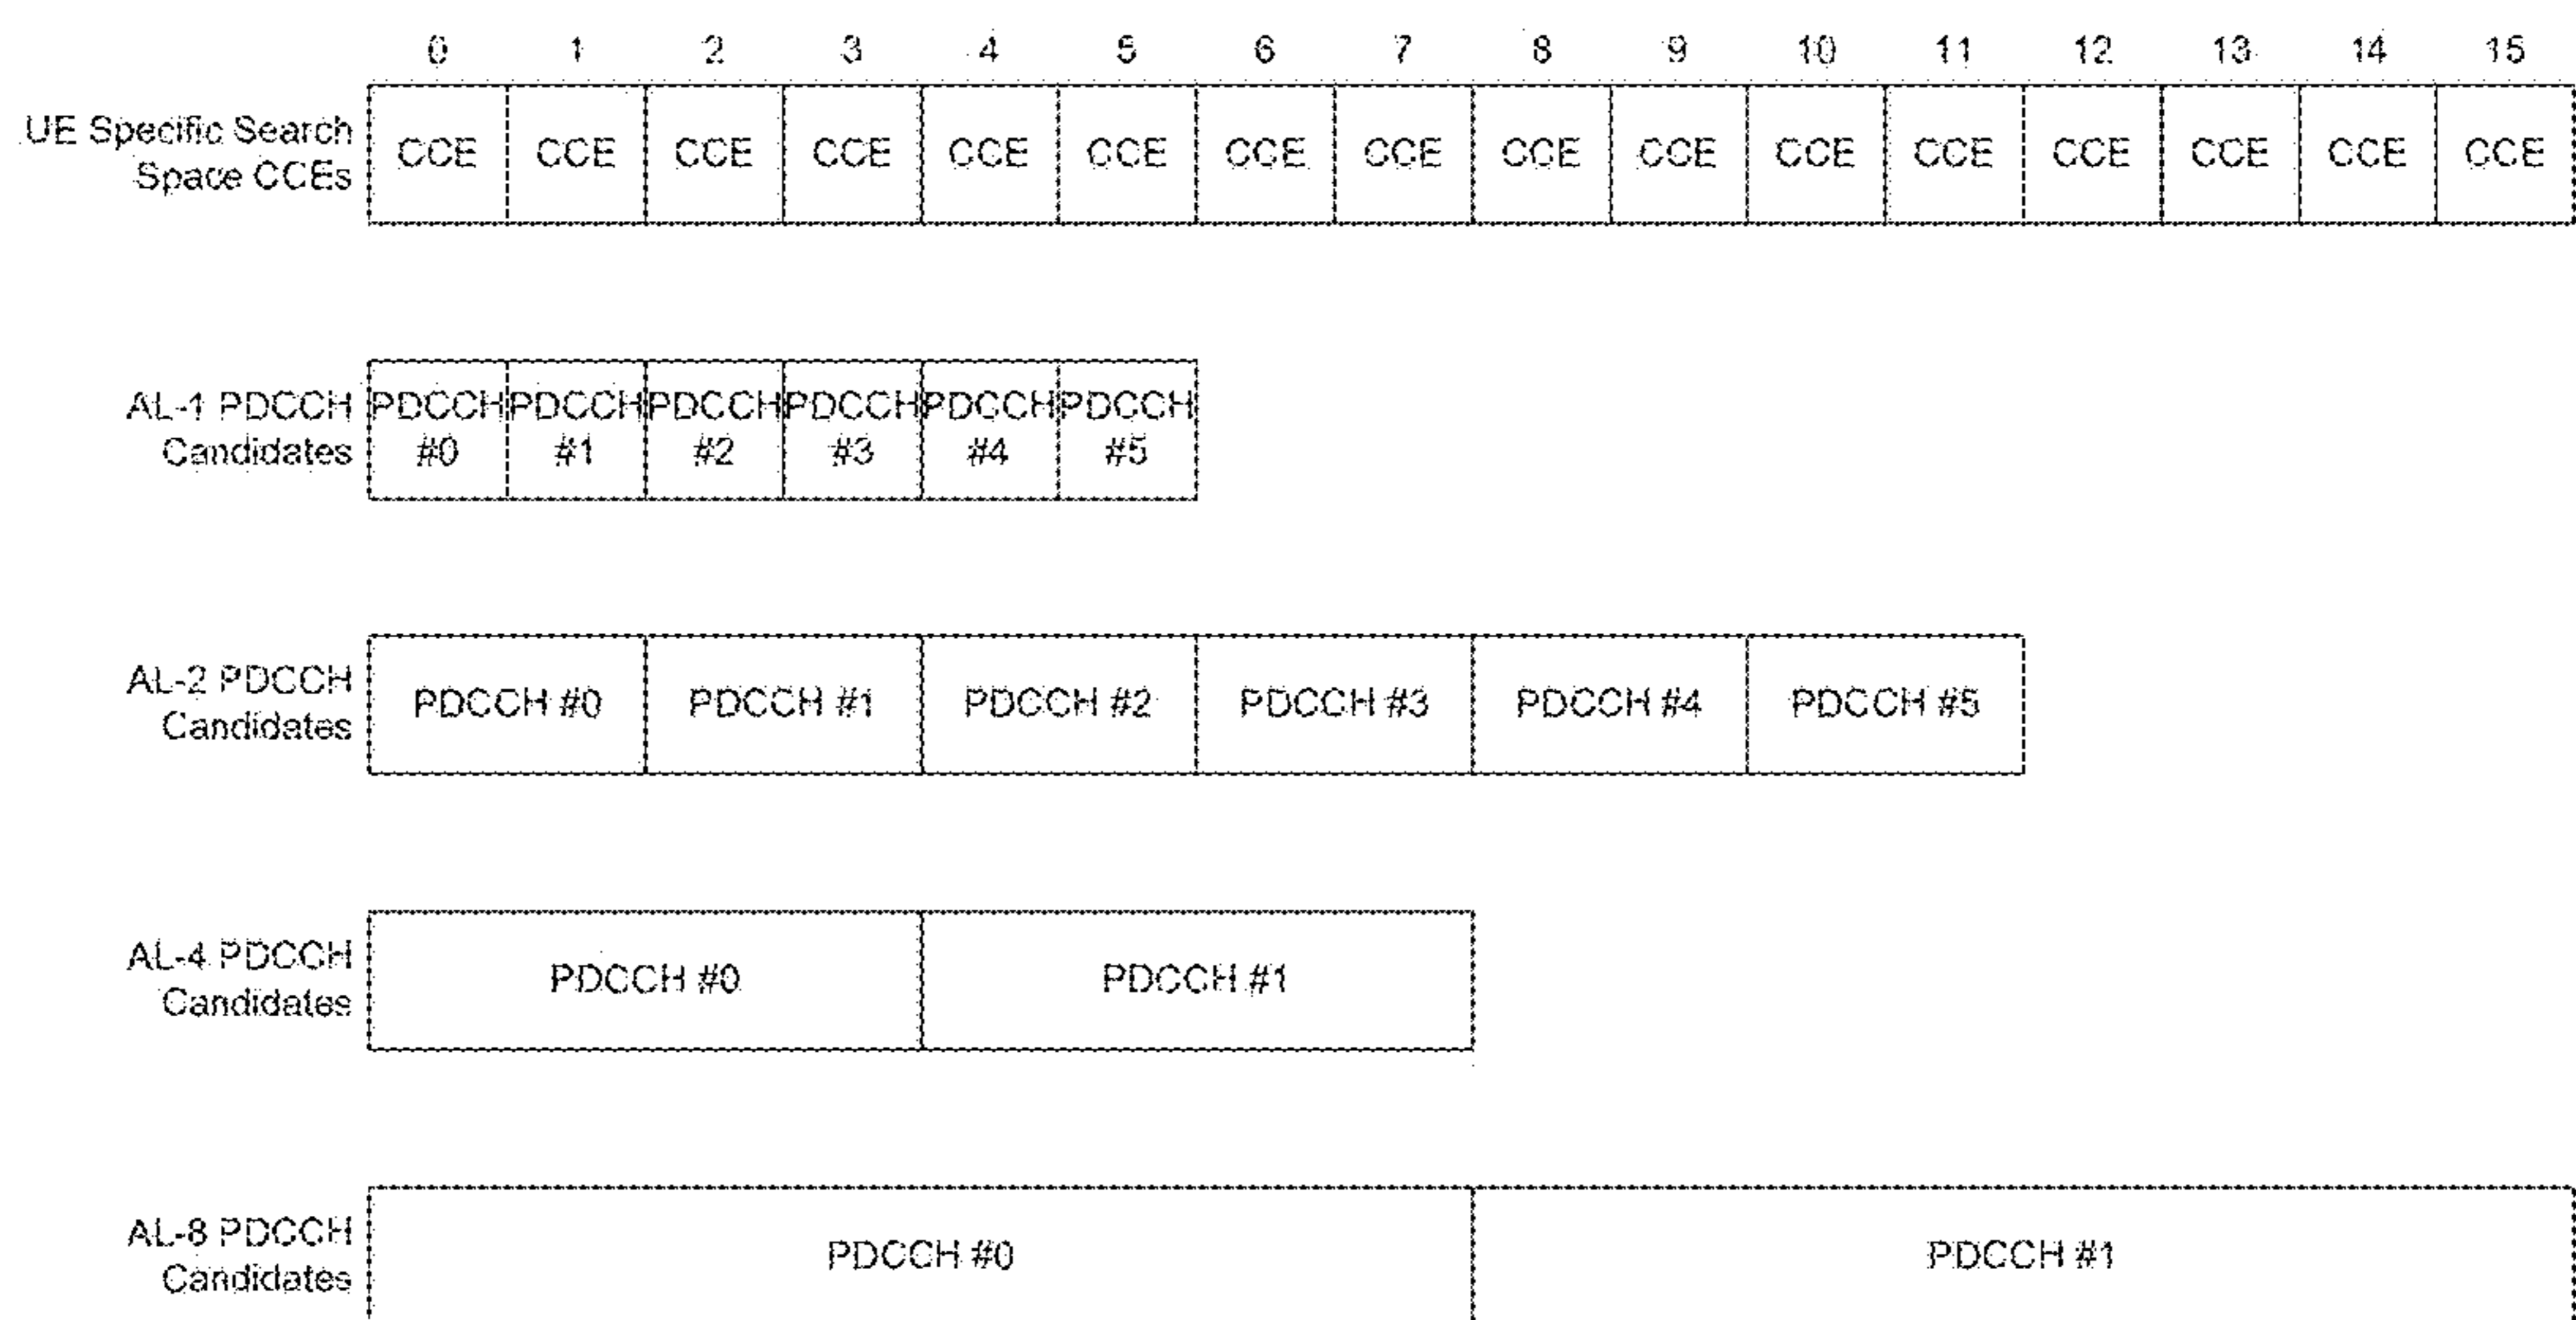 0 1 2 3 4 5 6 7 8 9 10 11 12 13 14 15
UE Specific Search
Space CCEs
CCE CCE CCE CCE CCE CCE CCE CCE CCE CCE CCE CCE CCE CCE CCE CCE
AL-1 PDCCH
Candidates
PDCCH PDCCH PDCCH PDCCH PDCCH PDCCH
#0 #1 #2 #3 #4 #5
AL-2 PDCCH
Candidates
PDCCH #0 PDCCH #1 PDCCH #2 PDCCH #3 PDCCH #4 PDCCH #5
AL-4 PDCCH
Candidates
PDCCH #0 PDCCH #1
AL-8 PDCCH
Candidates
PDCCH #0 PDCCH #1